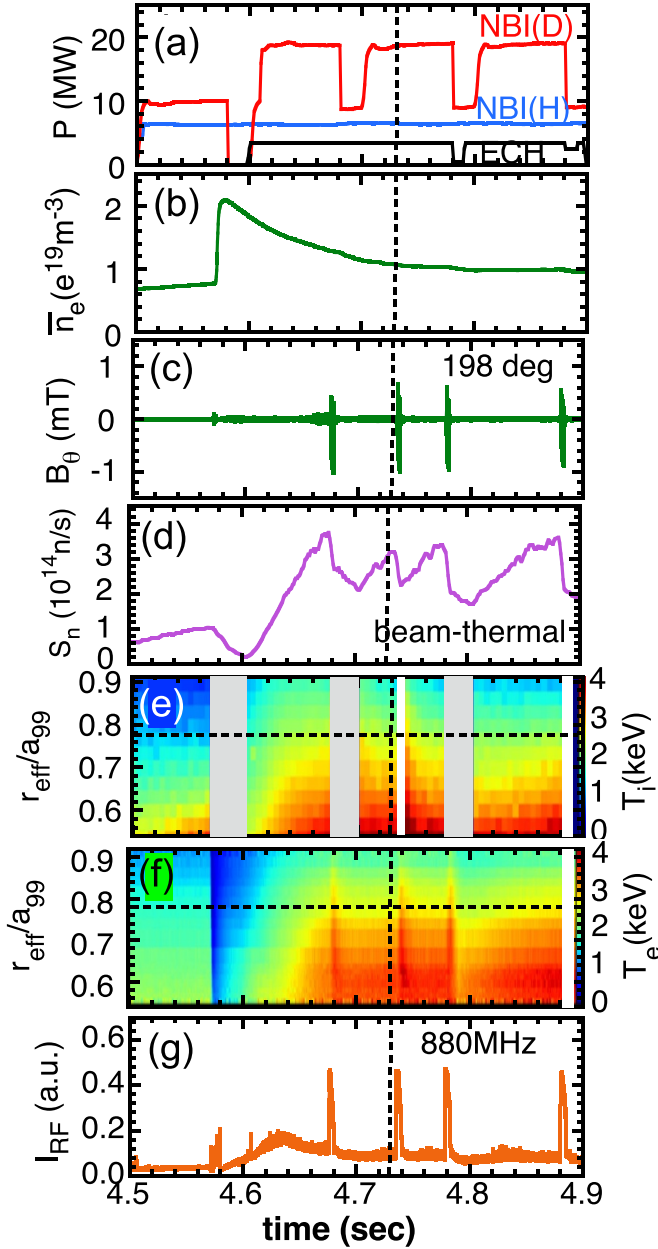 (a)
NBI(D)
NBI(H)
ECH
P (MW)
20
10
0
(b)
n̅e(e¹⁹m⁻³)
2
1
0
(c)
198 deg
Bθ (mT)
1
0
-1
(d)
beam-thermal
Sn (10¹⁴n/s)
4
3
2
1
0
(e)
reff/a99
0.9
0.8
0.7
0.6
4
3
2
1
0
Ti(keV)
(f)
reff/a99
0.9
0.8
0.7
0.6
4
3
2
1
0
Te(keV)
(g)
880MHz
IRF (a.u.)
0.6
0.4
0.2
0.0
4.5 4.6 4.7 4.8 4.9
time (sec)